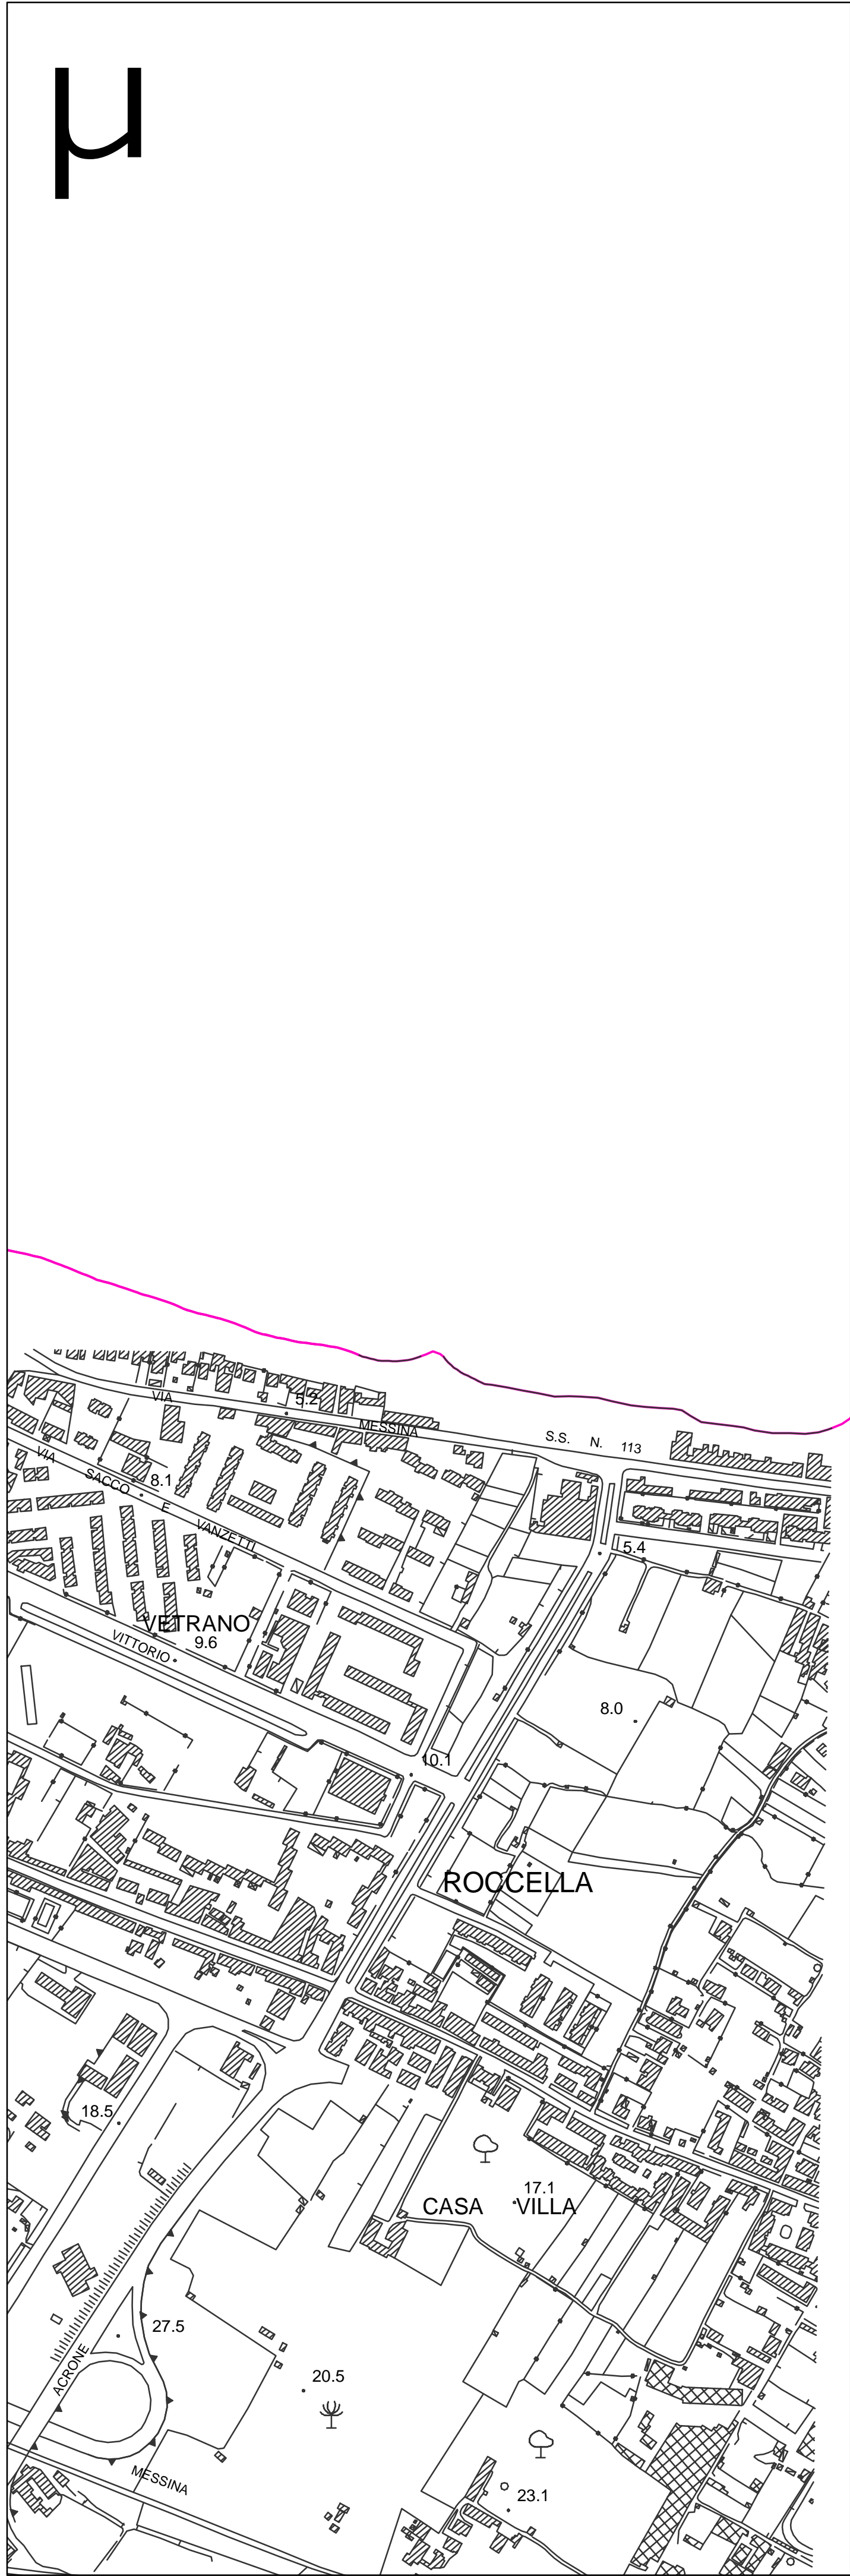 µ
5.2
VIA
MESSINA
S.S. N. 113
VIA
SACCO
8.1
E
VANZETTI
5.4
VETRANO
9.6
VITTORIO
8.0
10.1
ROCCELLA
18.5
17.1
CASA VILLA
27.5
ACRONE
20.5
MESSINA
23.1